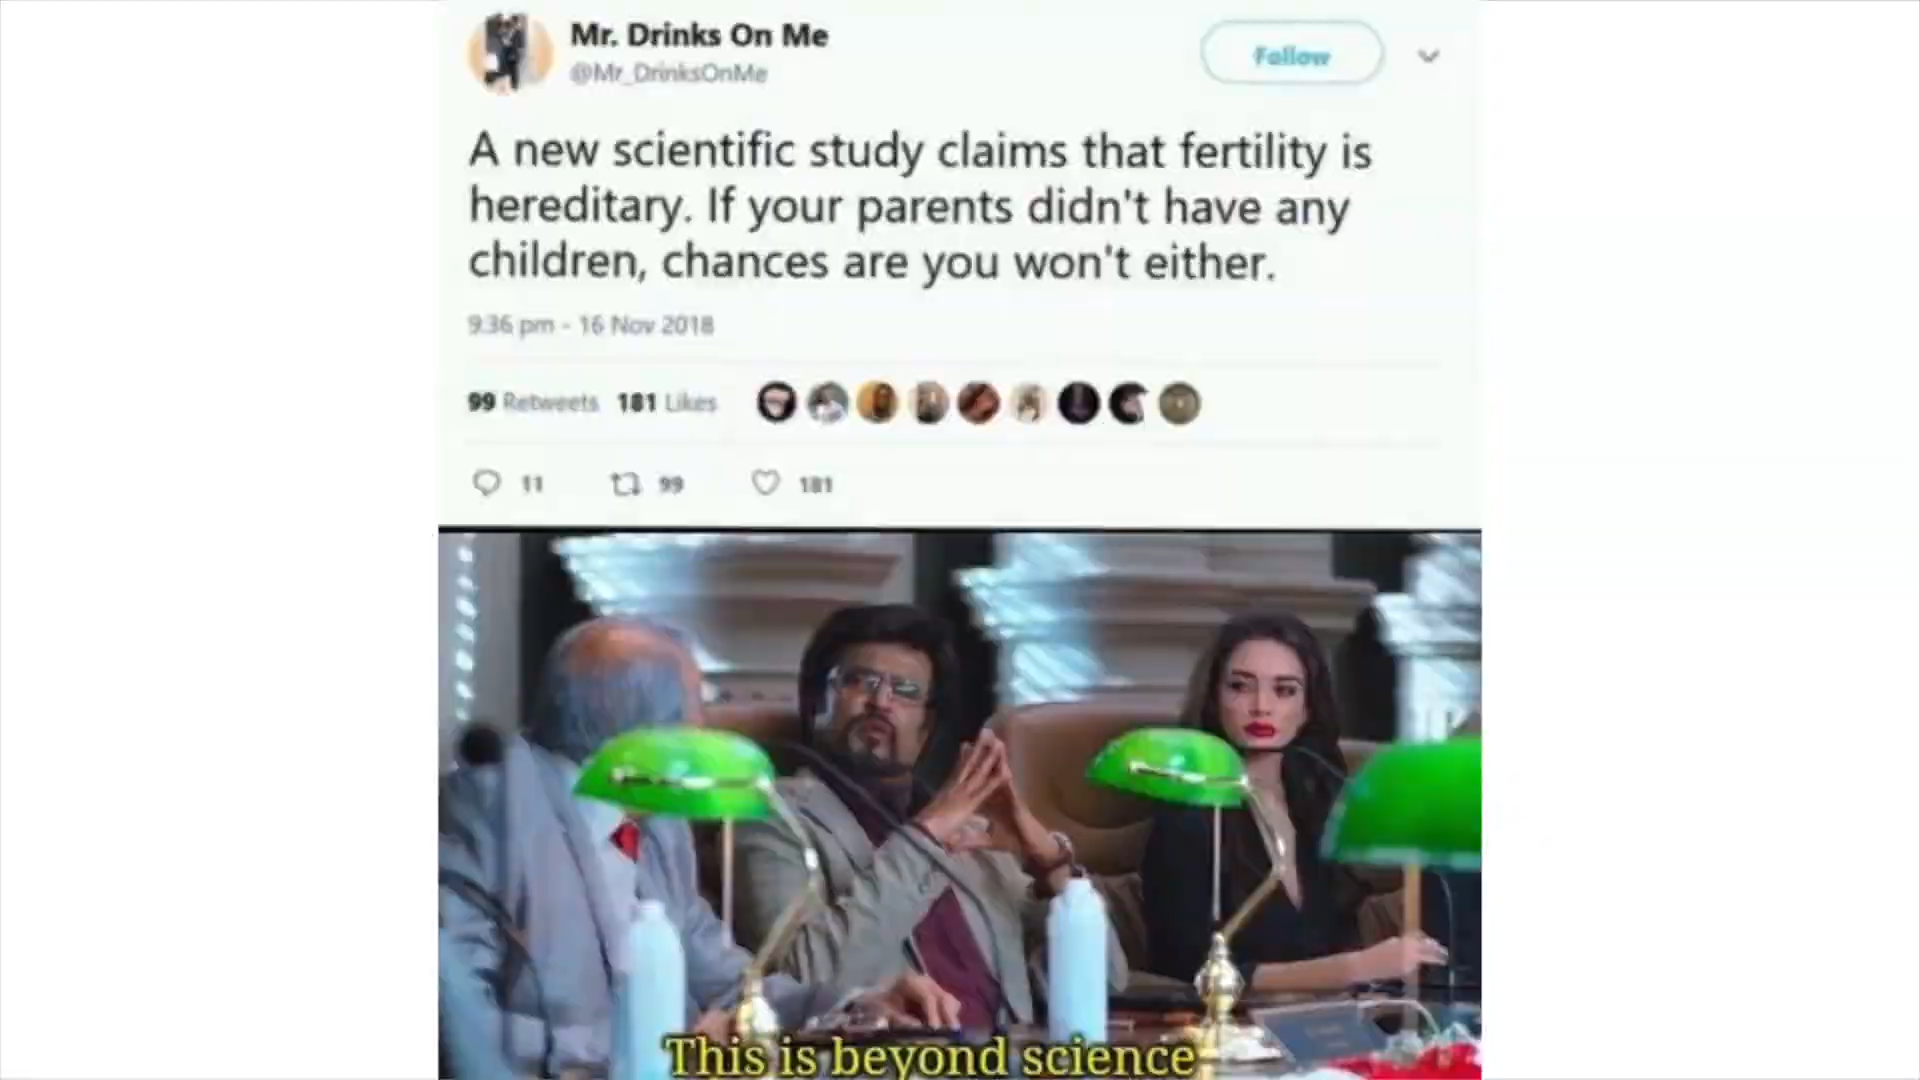 Mr. Drinks On Me
@Mr_DrinksOnMe
Follow
A new scientific study claims that fertility is
hereditary. If your parents didn't have any
children, chances are you won't either.
9:36 pm - 16 Nov 2018
99 Retweets 181 Likes
11 99 181
This is beyond science